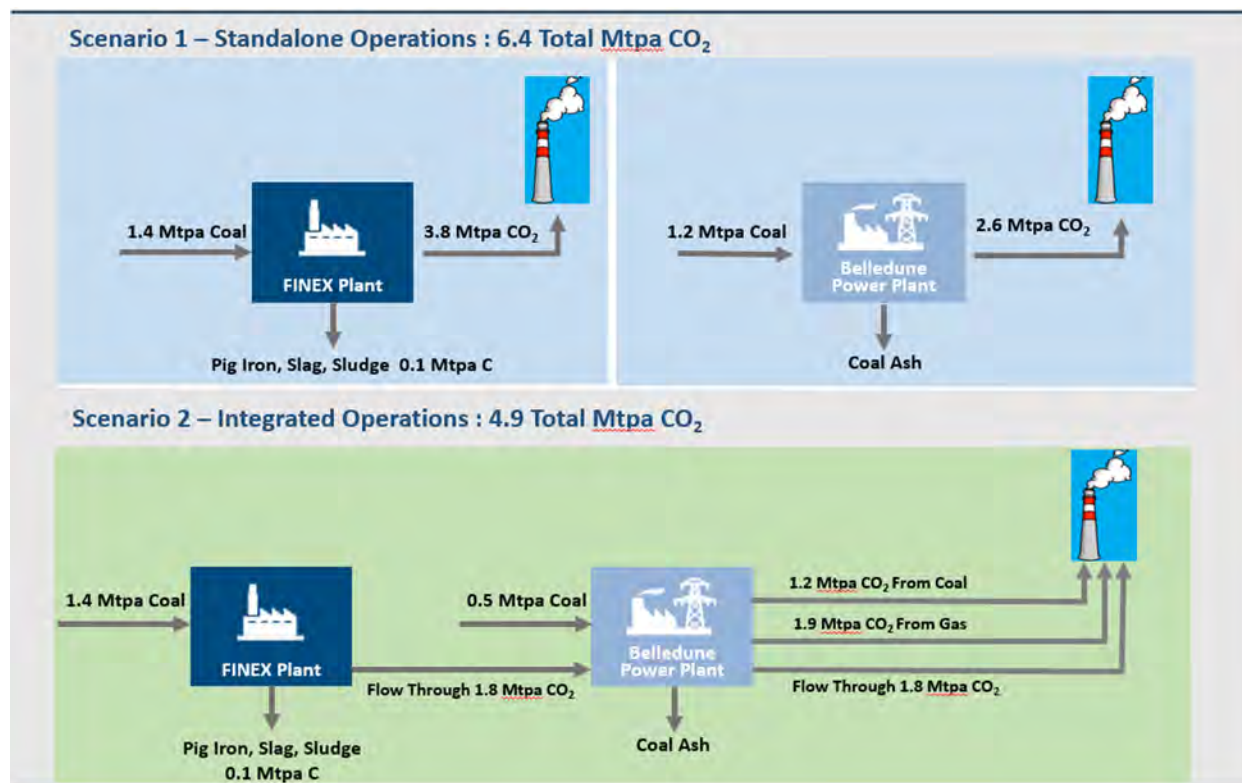 Scenario 1 – Standalone Operations : 6.4 Total Mtpa CO₂
1.4 Mtpa Coal
FINEX Plant
3.8 Mtpa CO₂
Pig Iron, Slag, Sludge 0.1 Mtpa C
1.2 Mtpa Coal
Belledune
Power Plant
2.6 Mtpa CO₂
Coal Ash
Scenario 2 – Integrated Operations : 4.9 Total Mtpa CO₂
1.4 Mtpa Coal
FINEX Plant
Pig Iron, Slag, Sludge
0.1 Mtpa C
0.5 Mtpa Coal
Flow Through 1.8 Mtpa CO₂
Belledune
Power Plant
Coal Ash
1.2 Mtpa CO₂ From Coal
1.9 Mtpa CO₂ From Gas
Flow Through 1.8 Mtpa CO₂